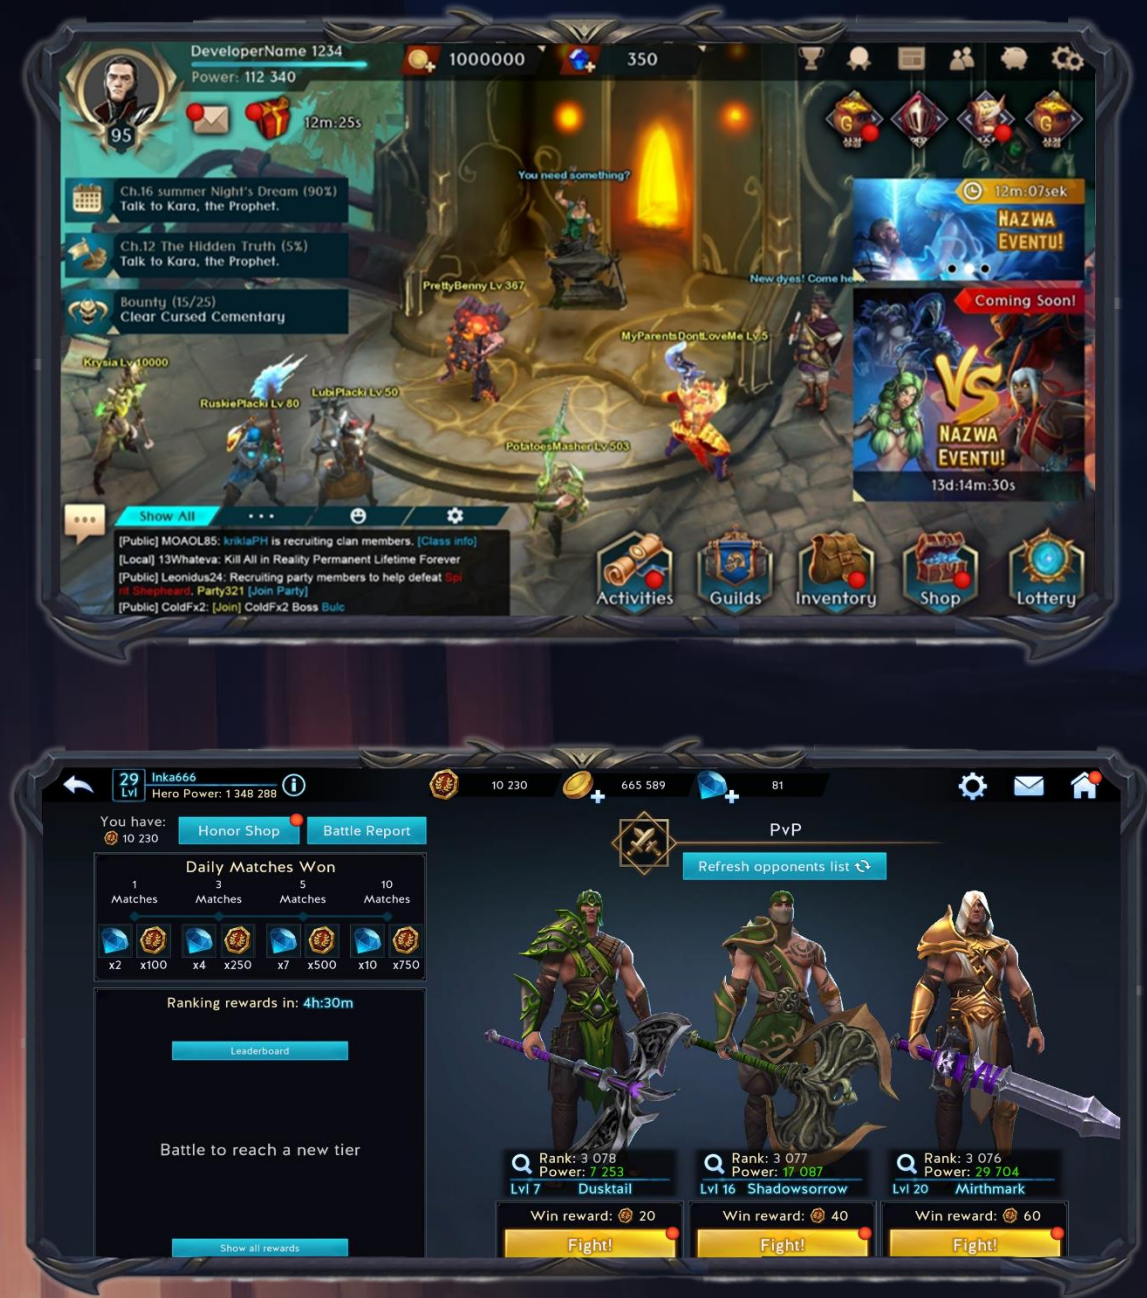 DeveloperName 1234
1000000
350
Power: 112 340
95
12m:25s
G
상점
G
상점
You need something?
Ch.16 summer Night's Dream (90%)
Talk to Kara, the Prophet.
12m:07sek
NAZWA
EVENTU!
Ch.12 The Hidden Truth (5%)
Talk to Kara, the Prophet.
PrettyBenny Lv 367
New dyes! Come he
Bounty (15/25)
Clear Cursed Cementary
Coming Soon!
MyParentsDontLoveMe Lv 5
Krysia Lv 10000
LubiPlacki Lv 50
RuskiePlacki Lv 80
VS
NAZWA
EVENTU!
PotatoesMasher Lv 503
13d:14m:30s
Show All
[Public] MOAOL85: kriklaPH is recruiting clan members. [Class info]
[Local] 13Whateva: Kill All in Reality Permanent Lifetime Forever
[Public] Leonidus24: Recruiting party members to help defeat Spi
rit Shepheard. Party321 [Join Party]
[Public] ColdFx2: [Join] ColdFx2 Boss Bulc
Activities
Guilds
Inventory
Shop
Lottery
29
Lvl
Inka666
Hero Power: 1 348 288
10 230
665 589
81
You have:
10 230
Honor Shop
Battle Report
PvP
Refresh opponents list
Daily Matches Won
1 3 5 10
Matches Matches Matches Matches
x2 x100 x4 x250 x7 x500 x10 x750
Ranking rewards in: 4h:30m
Leaderboard
Battle to reach a new tier
Show all rewards
Rank: 3 078
Power: 7 253
Lvl 7 Dusktail
Win reward: 20
Fight!
Rank: 3 077
Power: 17 087
Lvl 16 Shadowsorrow
Win reward: 40
Fight!
Rank: 3 076
Power: 29 704
Lvl 20 Mirthmark
Win reward: 60
Fight!